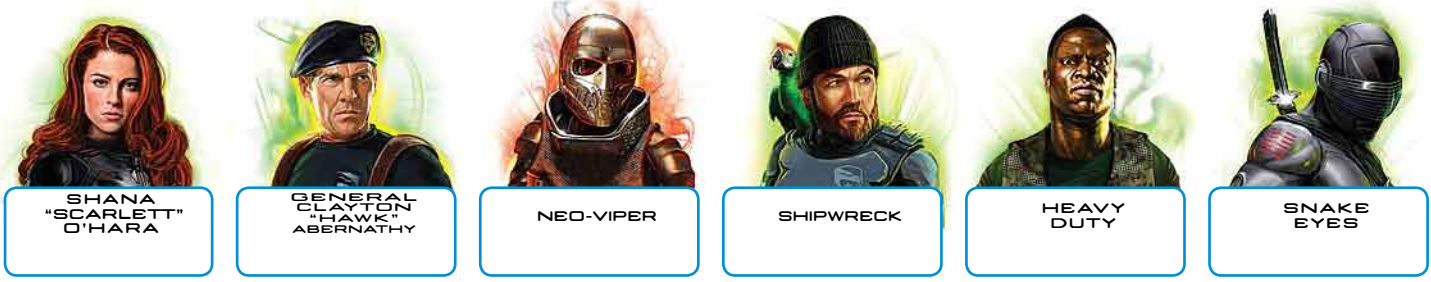 SHANA
“SCARLETT”
O’HARA
GENERAL
CLAYTON
“HAWK”
ABERNATHY
NEO-VIPER
SHIPWRECK
HEAVY
DUTY
SNAKE
EYES